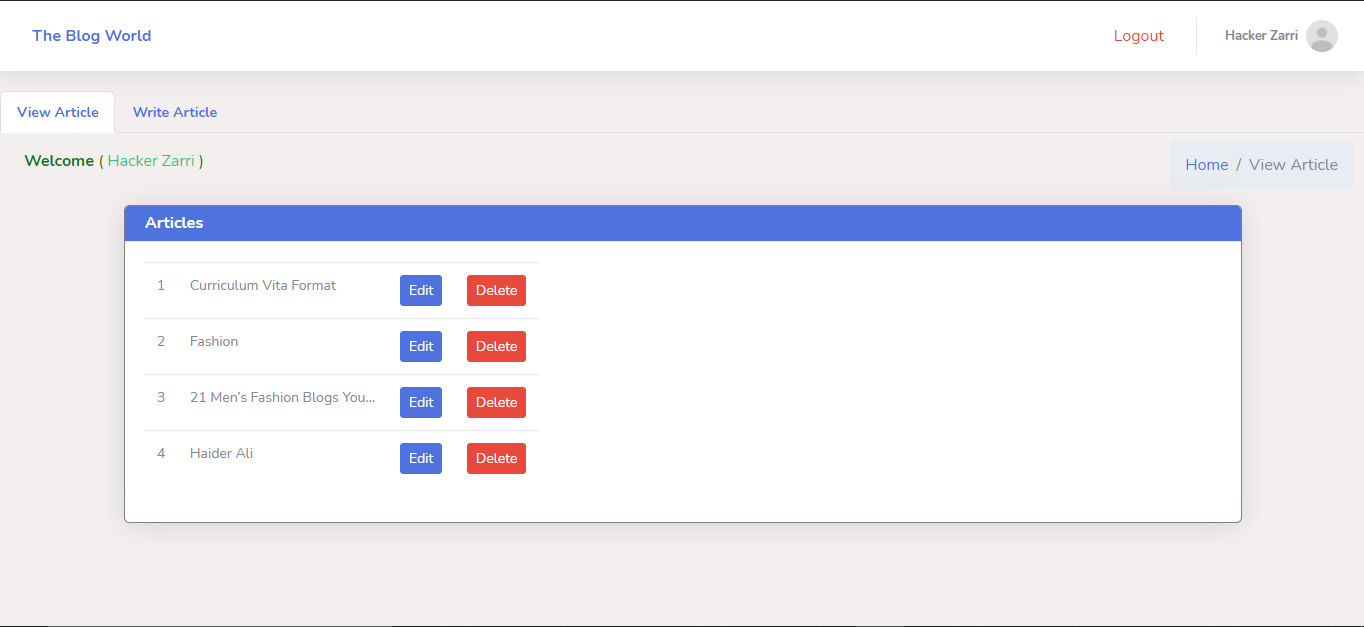 The Blog World
Logout
Hacker Zarri
View Article
Write Article
Welcome ( Hacker Zarri )
Home / View Article
Articles
1 Curriculum Vita Format Edit Delete
2 Fashion Edit Delete
3 21 Men's Fashion Blogs You... Edit Delete
4 Haider Ali Edit Delete